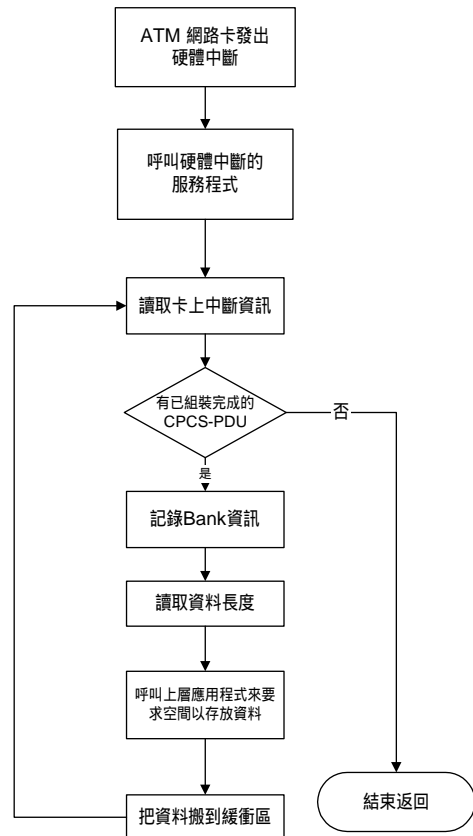 ATM 網路卡發出
硬體中斷
呼叫硬體中斷的
服務程式
讀取卡上中斷資訊
有已組裝完成的
CPCS-PDU
否
是
記錄Bank資訊
讀取資料長度
呼叫上層應用程式來要
求空間以存放資料
把資料搬到緩衝區
結束返回